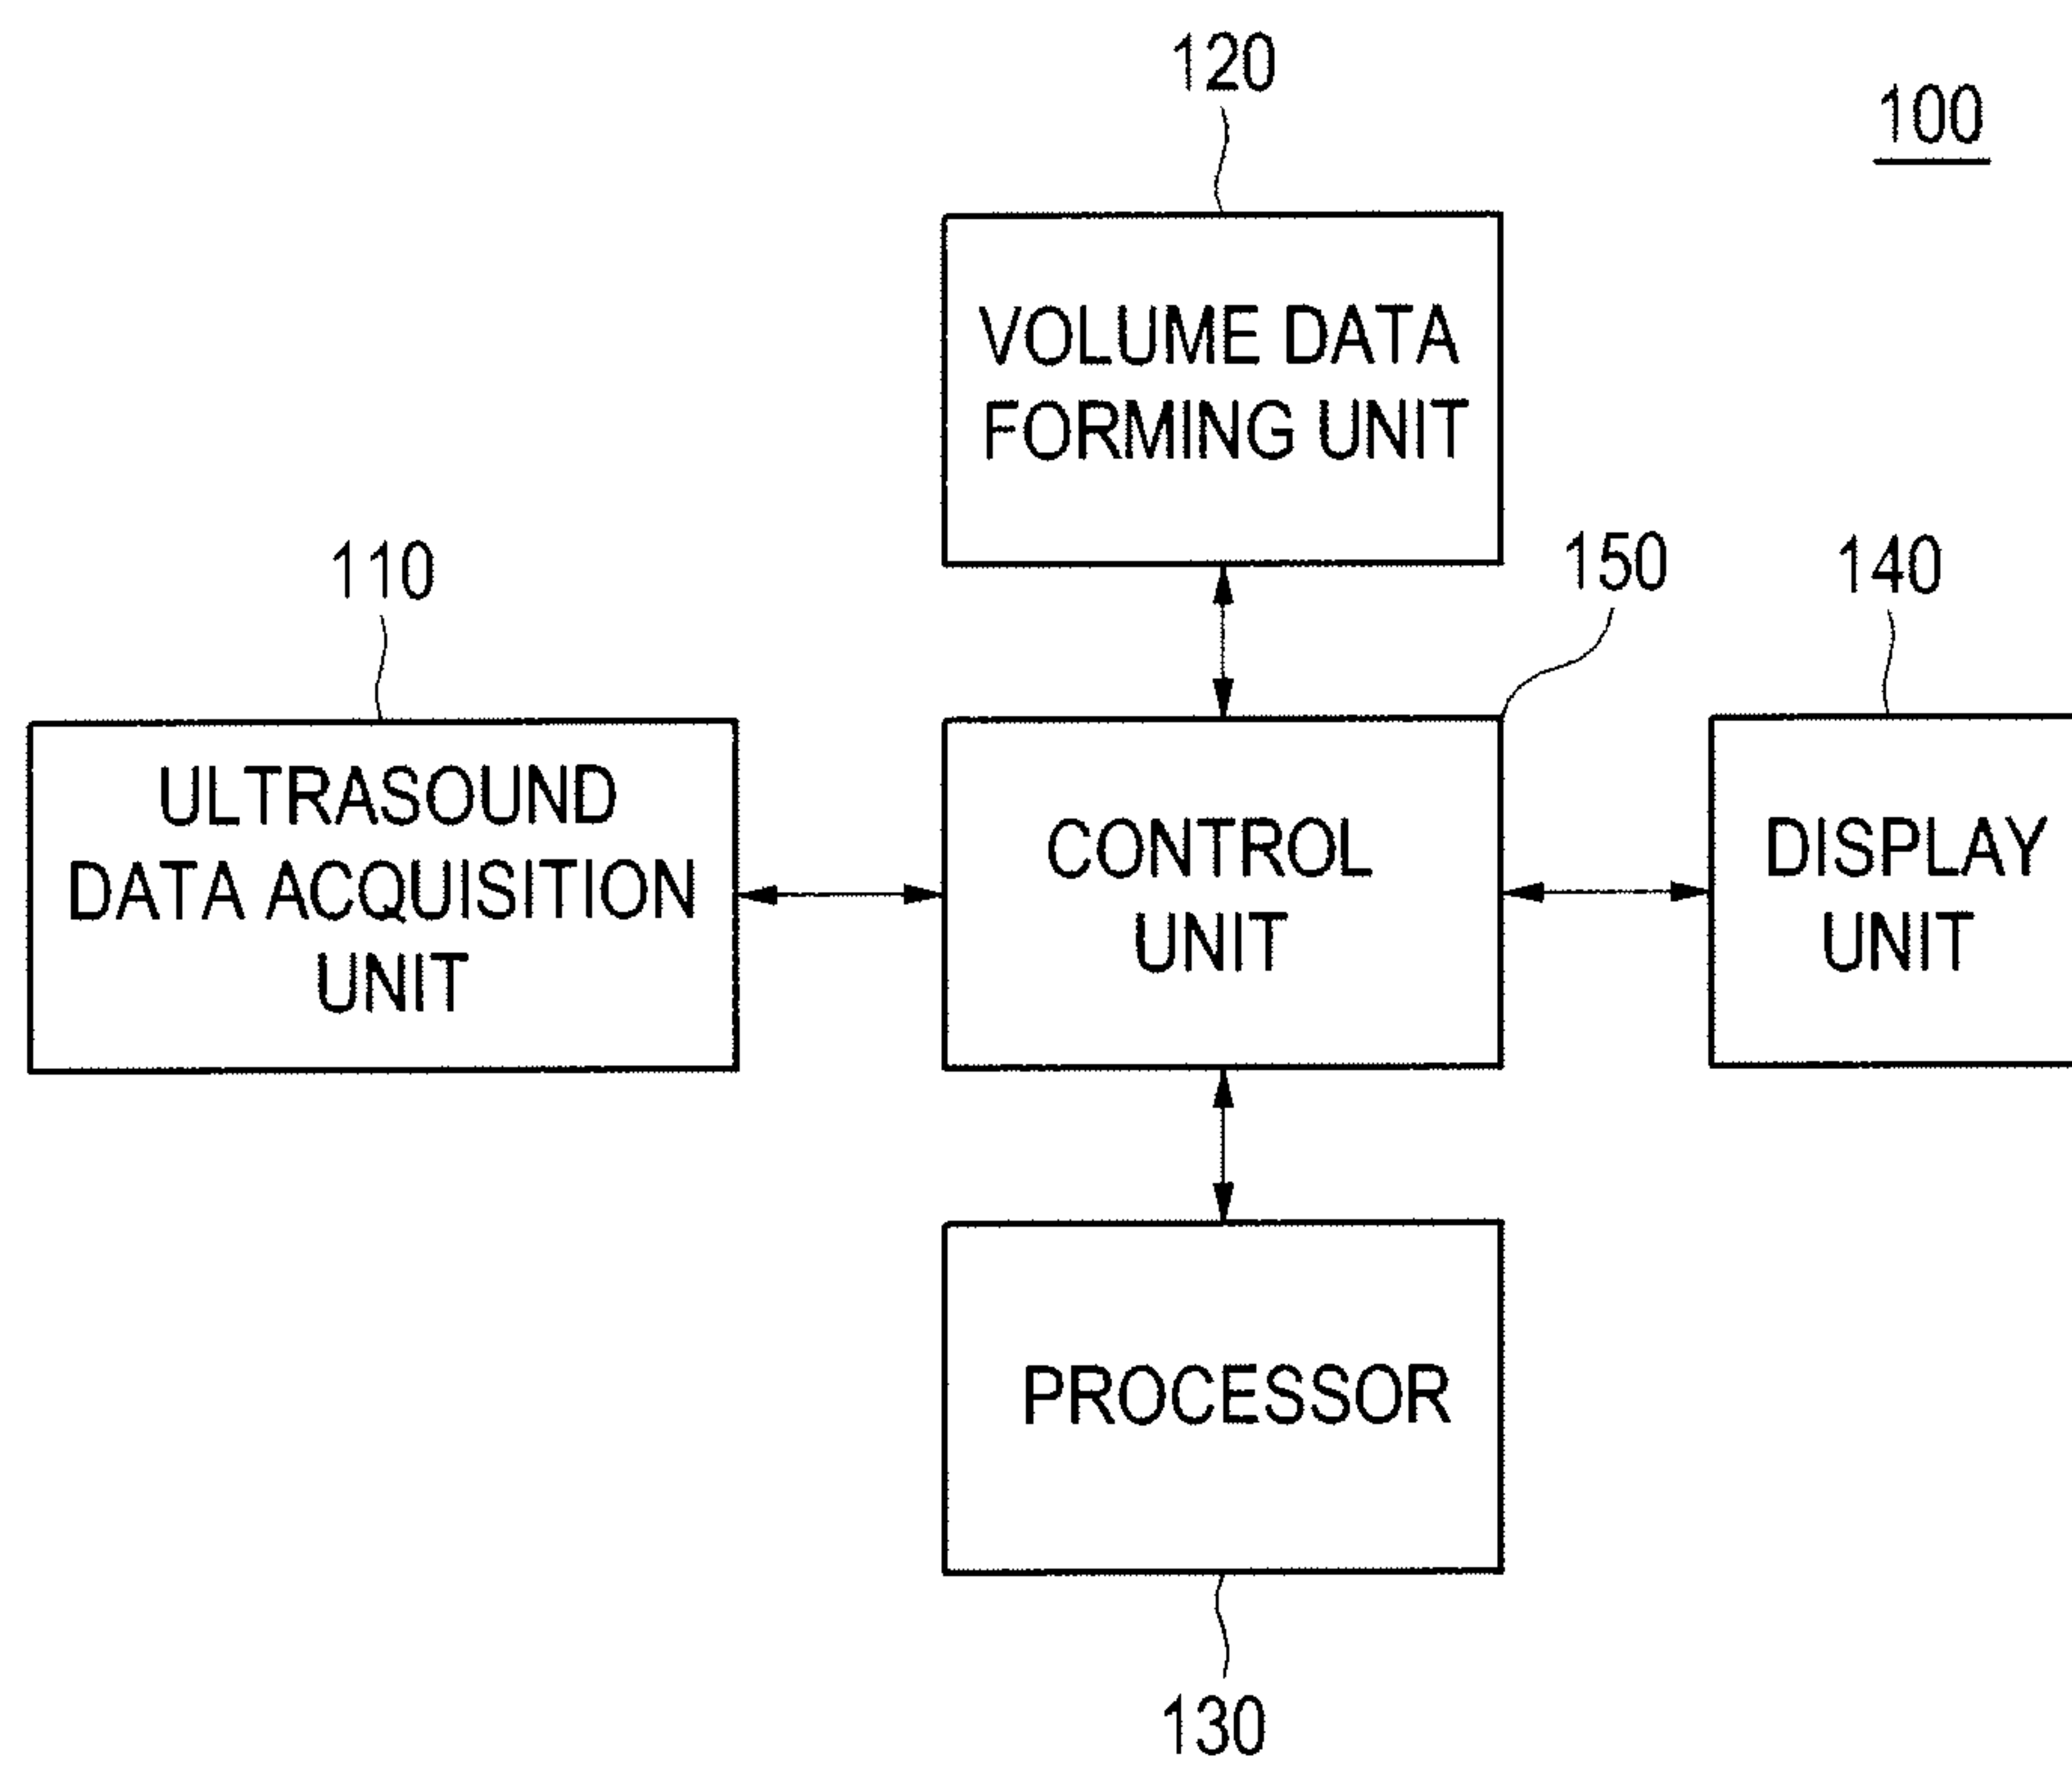 120
100
VOLUME DATA
FORMING UNIT
110
150
140
ULTRASOUND
DATA ACQUISITION
UNIT
CONTROL
UNIT
DISPLAY
UNIT
PROCESSOR
130